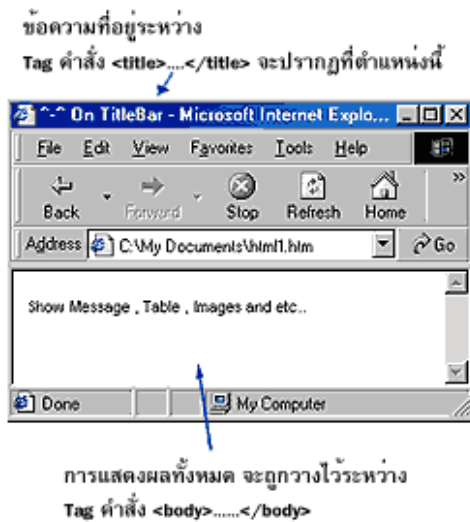 ข้อความที่อยู่ระหว่าง
Tag คำสั่ง <title>....</title> จะปรากฏที่ตำแหน่งนี้
^-^ On TitleBar - Microsoft Internet Explo...
File Edit View Favorites Tools Help
Back Forward Stop Refresh Home »
Address C:\My Documents\html1.htm Go
Show Message , Table , Images and etc..
Done My Computer
การแสดงผลทั้งหมด จะถูกวางไว้ระหว่าง
Tag คำสั่ง <body>......</body>